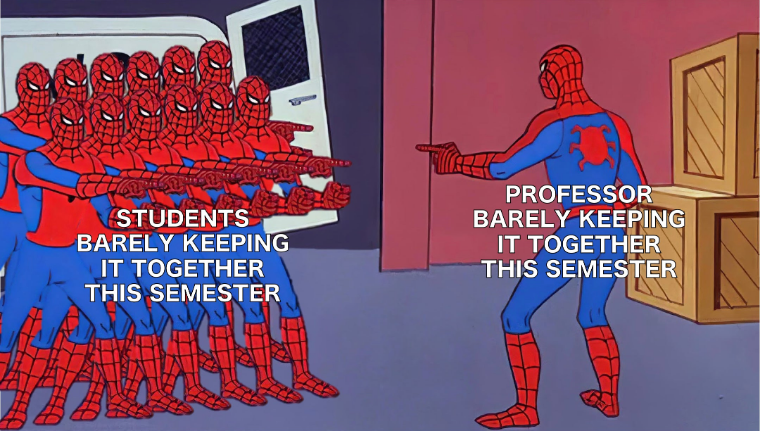 STUDENTS
BARELY KEEPING
IT TOGETHER
THIS SEMESTER
PROFESSOR
BARELY KEEPING
IT TOGETHER
THIS SEMESTER